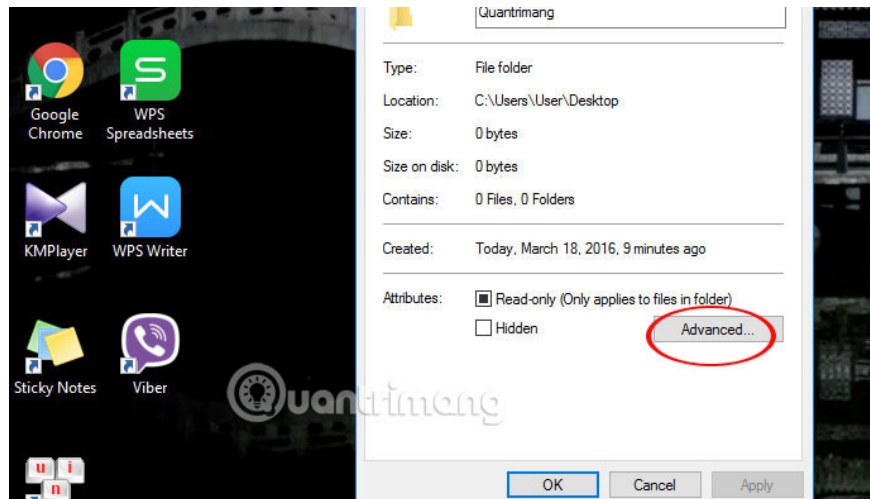 Google
Chrome
WPS
Spreadsheets
KMPlayer
WPS Writer
Sticky Notes
Viber
u i
n
Quantrimang
Type: File folder
Location: C:\Users\User\Desktop
Size: 0 bytes
Size on disk: 0 bytes
Contains: 0 Files, 0 Folders
Created: Today, March 18, 2016, 9 minutes ago
Attributes: Read-only (Only applies to files in folder)
Hidden Advanced...
Quantrimang
OK Cancel Apply